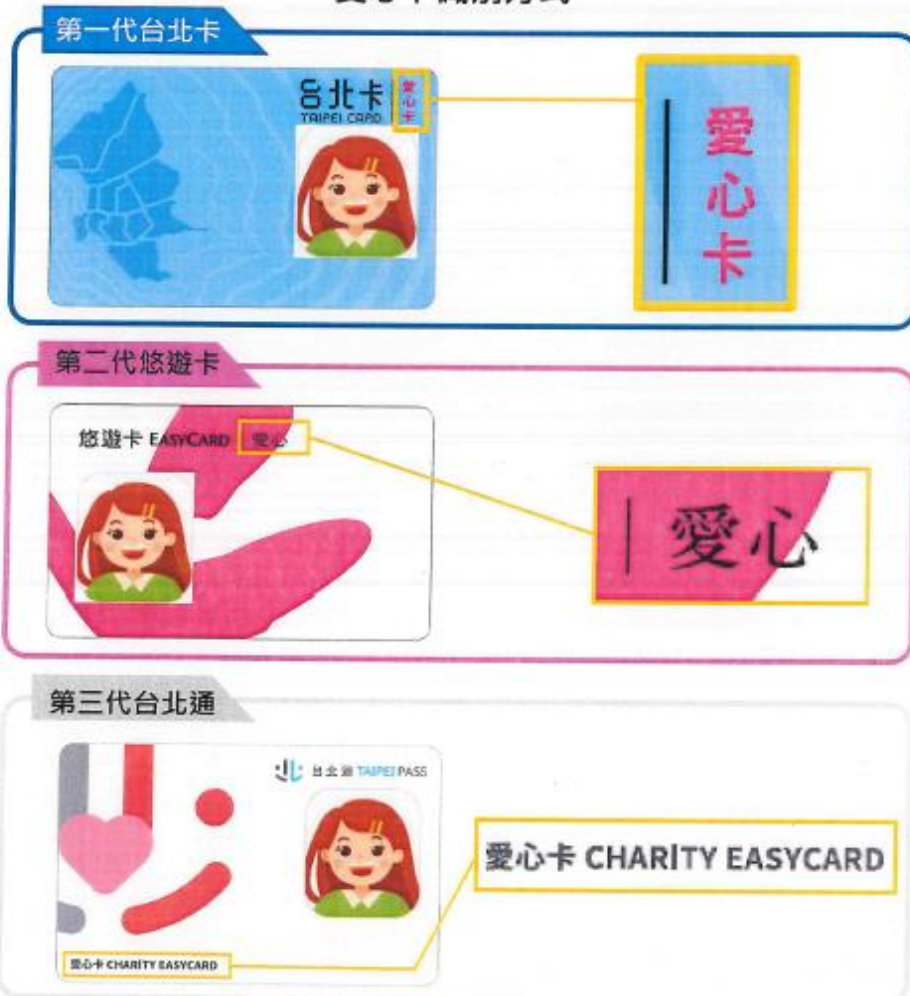 第一代台北卡
台北卡 愛心卡
TAIPEI CARD
愛心卡
第二代悠遊卡
悠遊卡 EASYCARD 愛心
愛心
第三代台北通
台北通 TAIPEI PASS
愛心卡 CHARITY EASYCARD
愛心卡 CHARITY EASYCARD